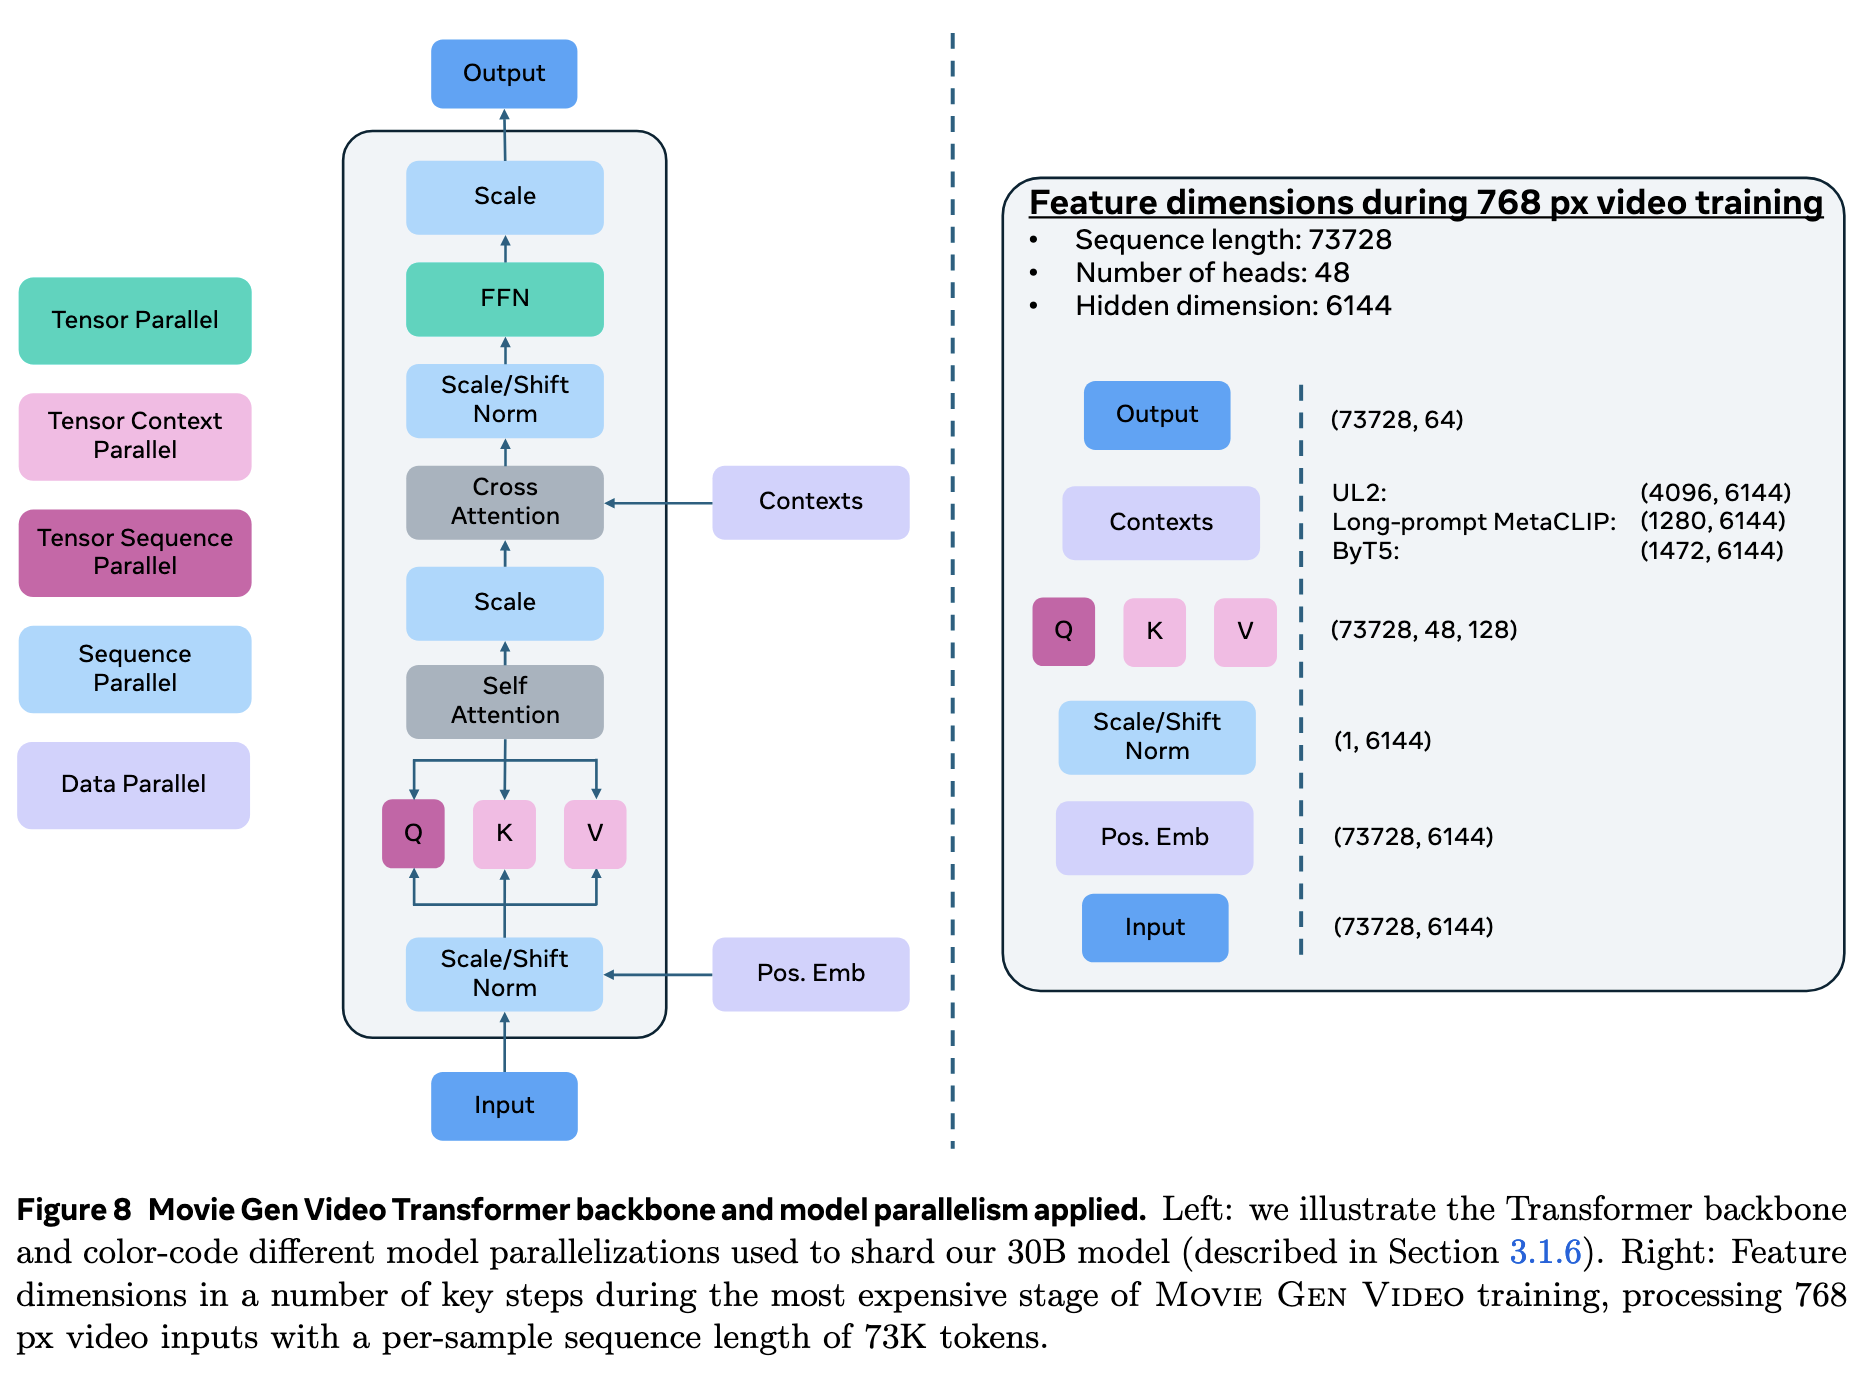 Output
Scale
FFN
Scale/Shift
Norm
Cross
Attention
Contexts
Scale
Self
Attention
Q K V
Scale/Shift
Norm
Pos. Emb
Input
Tensor Parallel
Tensor Context
Parallel
Tensor Sequence
Parallel
Sequence
Parallel
Data Parallel
Feature dimensions during 768 px video training
• Sequence length: 73728
• Number of heads: 48
• Hidden dimension: 6144
Output (73728, 64)
Contexts
UL2: (4096, 6144)
Long-prompt MetaCLIP: (1280, 6144)
ByT5: (1472, 6144)
Q K V (73728, 48, 128)
Scale/Shift
Norm
(1, 6144)
Pos. Emb (73728, 6144)
Input (73728, 6144)
Figure 8 Movie Gen Video Transformer backbone and model parallelism applied. Left: we illustrate the Transformer backbone
and color-code different model parallelizations used to shard our 30B model (described in Section 3.1.6). Right: Feature
dimensions in a number of key steps during the most expensive stage of MOVIE GEN VIDEO training, processing 768
px video inputs with a per-sample sequence length of 73K tokens.